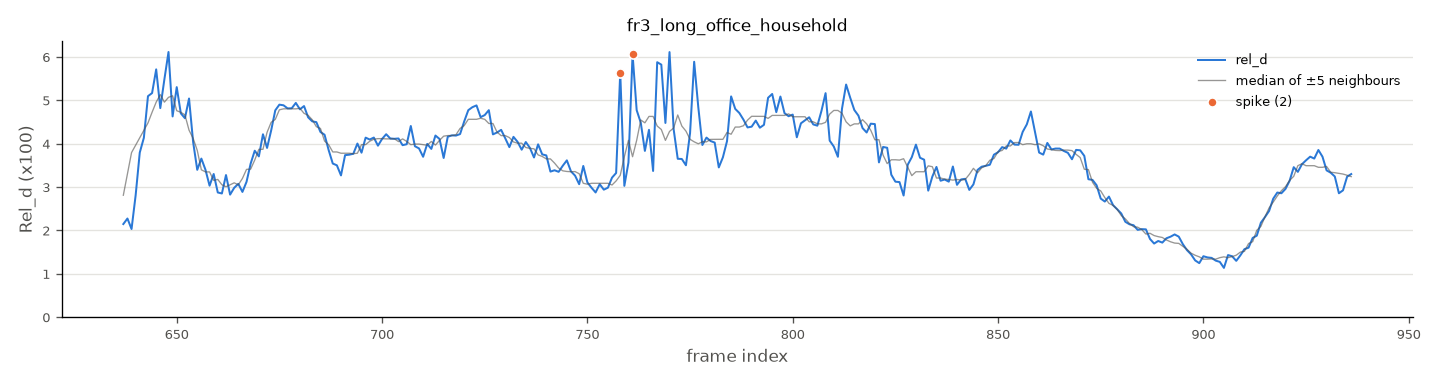 fr3_long_office_household
rel_d
median of ±5 neighbours
spike (2)
Rel_d (x100)
6
5
4
3
2
1
0
650 700 750 800 850 900 950
frame index